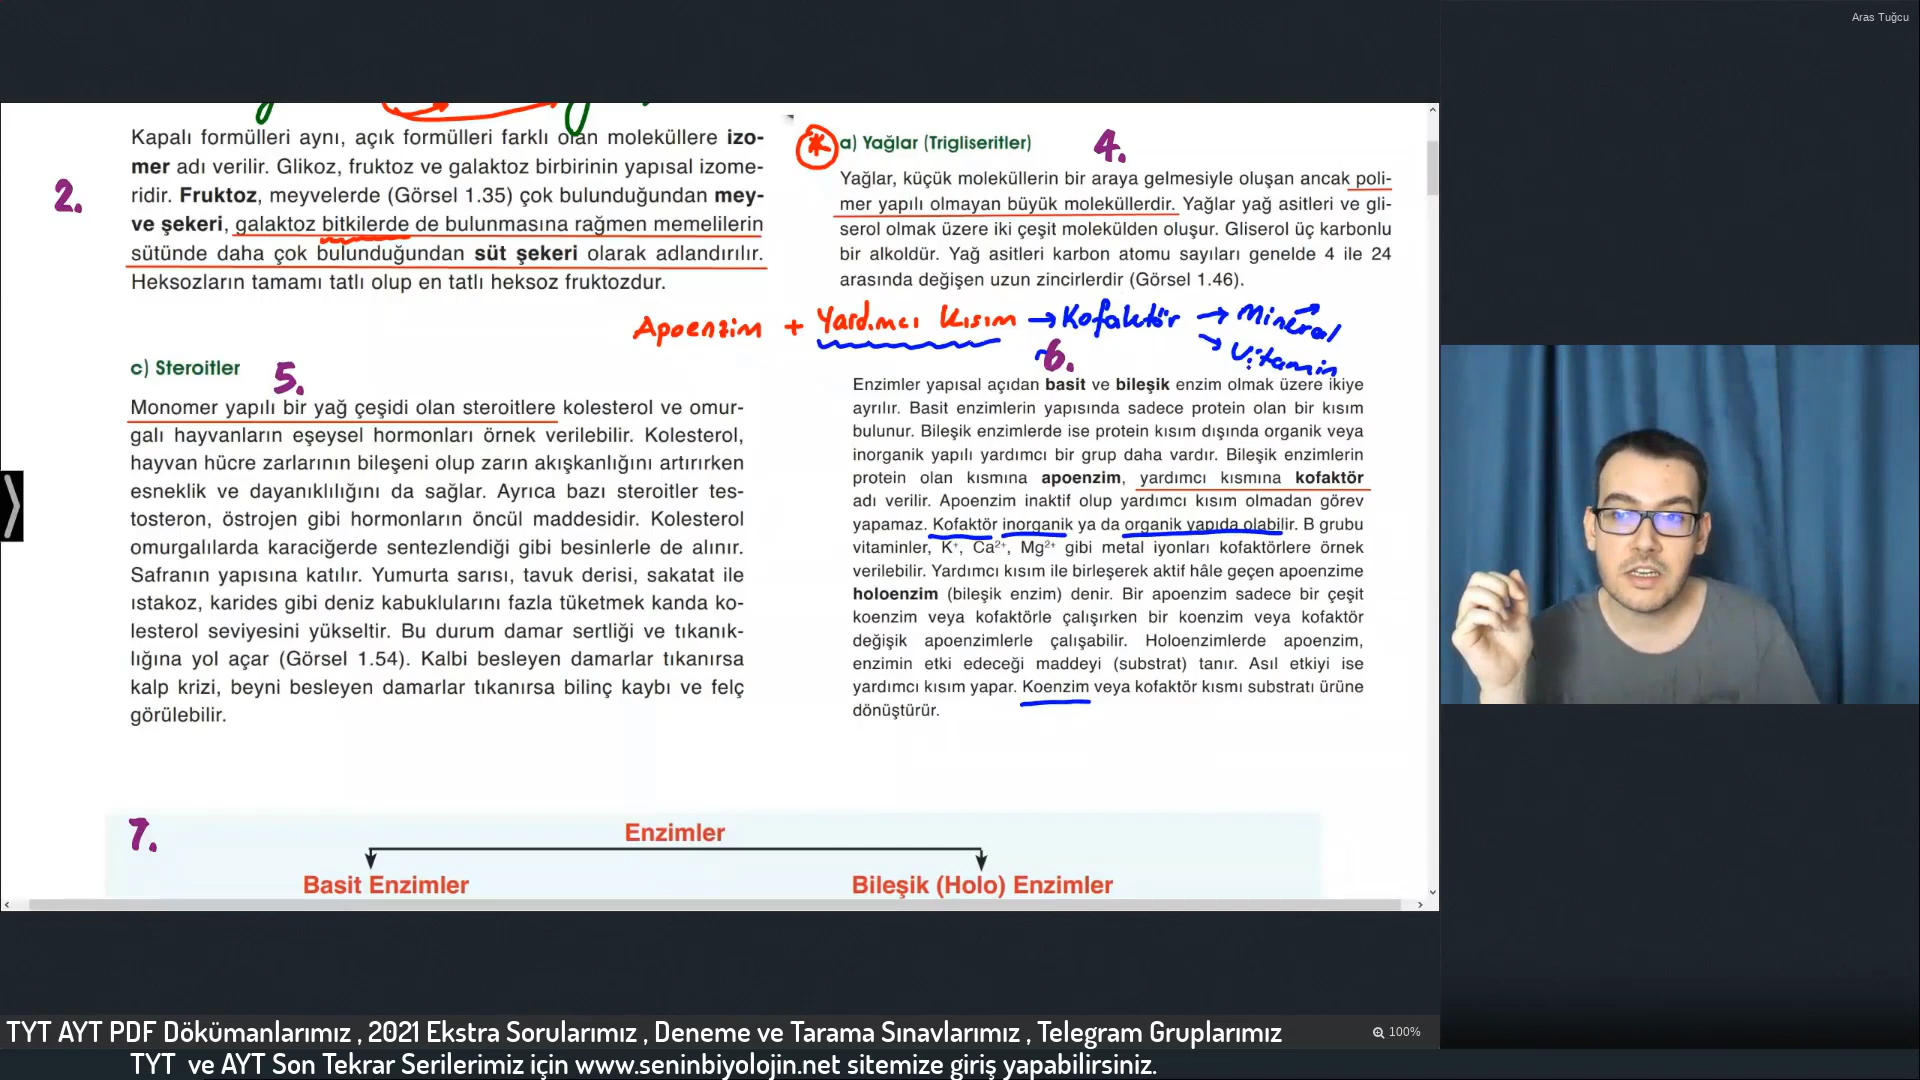 Aras Tuğcu
2.
Kapalı formülleri aynı, açık formülleri farklı olan moleküllere izo-
mer adı verilir. Glikoz, fruktoz ve galaktoz birbirinin yapısal izome-
ridir. Fruktoz, meyvelerde (Görsel 1.35) çok bulunduğundan mey-
ve şekeri, galaktoz bitkilerde de bulunmasına rağmen memelilerin
sütünde daha çok bulunduğundan süt şekeri olarak adlandırılır.
Heksozların tamamı tatlı olup en tatlı heksoz fruktozdur.
a) Yağlar (Trigliseritler)
4.
Yağlar, küçük moleküllerin bir araya gelmesiyle oluşan ancak poli-
mer yapılı olmayan büyük moleküllerdir. Yağlar yağ asitleri ve gli-
serol olmak üzere iki çeşit molekülden oluşur. Gliserol üç karbonlu
bir alkoldür. Yağ asitleri karbon atomu sayıları genelde 4 ile 24
arasında değişen uzun zincirlerdir (Görsel 1.46).
Apoenzim + Yardımcı Kısım → Kofaktör → Mineral
→ Vitamin
c) Steroitler
5.
Monomer yapılı bir yağ çeşidi olan steroitlere kolesterol ve omur-
galı hayvanların eşeysel hormonları örnek verilebilir. Kolesterol,
hayvan hücre zarlarının bileşeni olup zarın akışkanlığını artırırken
esneklik ve dayanıklılığını da sağlar. Ayrıca bazı steroitler tes-
tosteron, östrojen gibi hormonların öncül maddesidir. Kolesterol
omurgalılarda karaciğerde sentezlendiği gibi besinlerle de alınır.
Safranın yapısına katılır. Yumurta sarısı, tavuk derisi, sakatat ile
ıstakoz, karides gibi deniz kabuklularını fazla tüketmek kanda ko-
lesterol seviyesini yükseltir. Bu durum damar sertliği ve tıkanık-
lığına yol açar (Görsel 1.54). Kalbi besleyen damarlar tıkanırsa
kalp krizi, beyni besleyen damarlar tıkanırsa bilinç kaybı ve felç
görülebilir.
6.
Enzimler yapısal açıdan basit ve bileşik enzim olmak üzere ikiye
ayrılır. Basit enzimlerin yapısında sadece protein olan bir kısım
bulunur. Bileşik enzimlerde ise protein kısım dışında organik veya
inorganik yapılı yardımcı bir grup daha vardır. Bileşik enzimlerin
protein olan kısmına apoenzim, yardımcı kısmına kofaktör
adı verilir. Apoenzim inaktif olup yardımcı kısım olmadan görev
yapamaz. Kofaktör inorganik ya da organik yapıda olabilir. B grubu
vitaminler, K⁺, Ca²⁺, Mg²⁺ gibi metal iyonları kofaktörlere örnek
verilebilir. Yardımcı kısım ile birleşerek aktif hâle geçen apoenzime
holoenzim (bileşik enzim) denir. Bir apoenzim sadece bir çeşit
koenzim veya kofaktörle çalışırken bir koenzim veya kofaktör
değişik apoenzimlerle çalışabilir. Holoenzimlerde apoenzim,
enzimin etki edeceği maddeyi (substrat) tanır. Asıl etkiyi ise
yardımcı kısım yapar. Koenzim veya kofaktör kısmı substratı ürüne
dönüştürür.
7.
Enzimler
Basit Enzimler
Bileşik (Holo) Enzimler
TYT AYT PDF Dökümanlarımız , 2021 Ekstra Sorularımız , Deneme ve Tarama Sınavlarımız , Telegram Gruplarımız
100%
TYT ve AYT Son Tekrar Serilerimiz için www.seninbiyolojin.net sitemize giriş yapabilirsiniz.